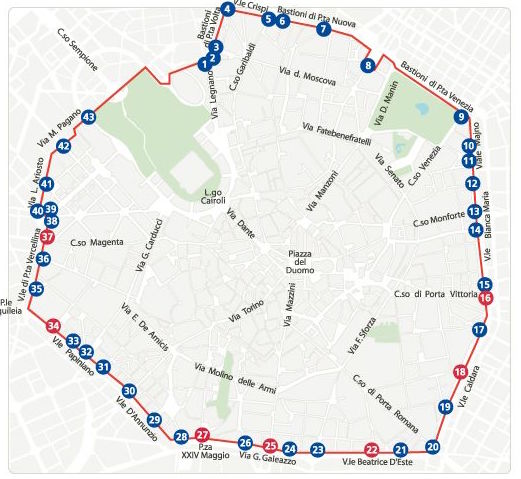 V.le Crispi
Bastioni di P.ta Nuova
Bastioni
di P.ta Volta
4
5
6
7
3
2
1
8
C.so Sempione
C.so Garibaldi
Via Legnano
Via d. Moscova
Via D. Manin
Bastioni di P.ta Venezia
9
43
Via M. Pagano
42
Via Fatebenefratelli
10
11
Viale Majno
Via Senato
C.so Venezia
41
Via L. Ariosto
12
L.go
Cairoli
Via Manzoni
40
39
38
37
Via Dante
13
C.so Monforte
14
V.le Bianca Maria
C.so Magenta
Via G. Carducci
36
V.le di P.ta Vercellina
35
Piazza
del
Duomo
15
C.so di Porta Vittoria
16
P.le
quileia
Via Mazzini
Via Torino
34
V.le Papiniano
33
32
31
Via E. De Amicis
Via F. Sforza
17
18
V.le Caldara
30
V.le D'Annunzio
Via Molino delle Armi
C.so di Porta Romana
19
29
28
27
P.za
XXIV Maggio
26
25
24
23
22
21
20
Via G. Galeazzo
V.le Beatrice D'Este